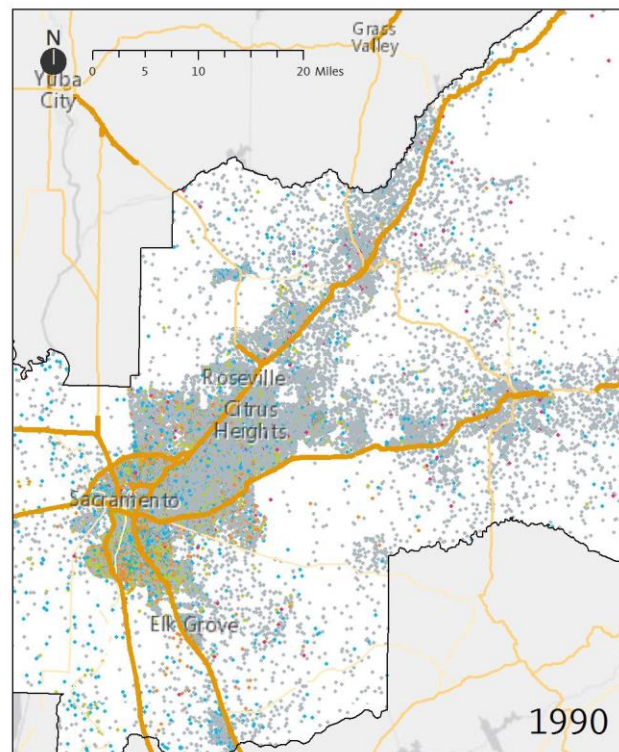 N
0 5 10 20 Miles
Grass
Valley
Yuba
City
Roseville
Citrus
Heights
Sacramento
Elk Grove
1990